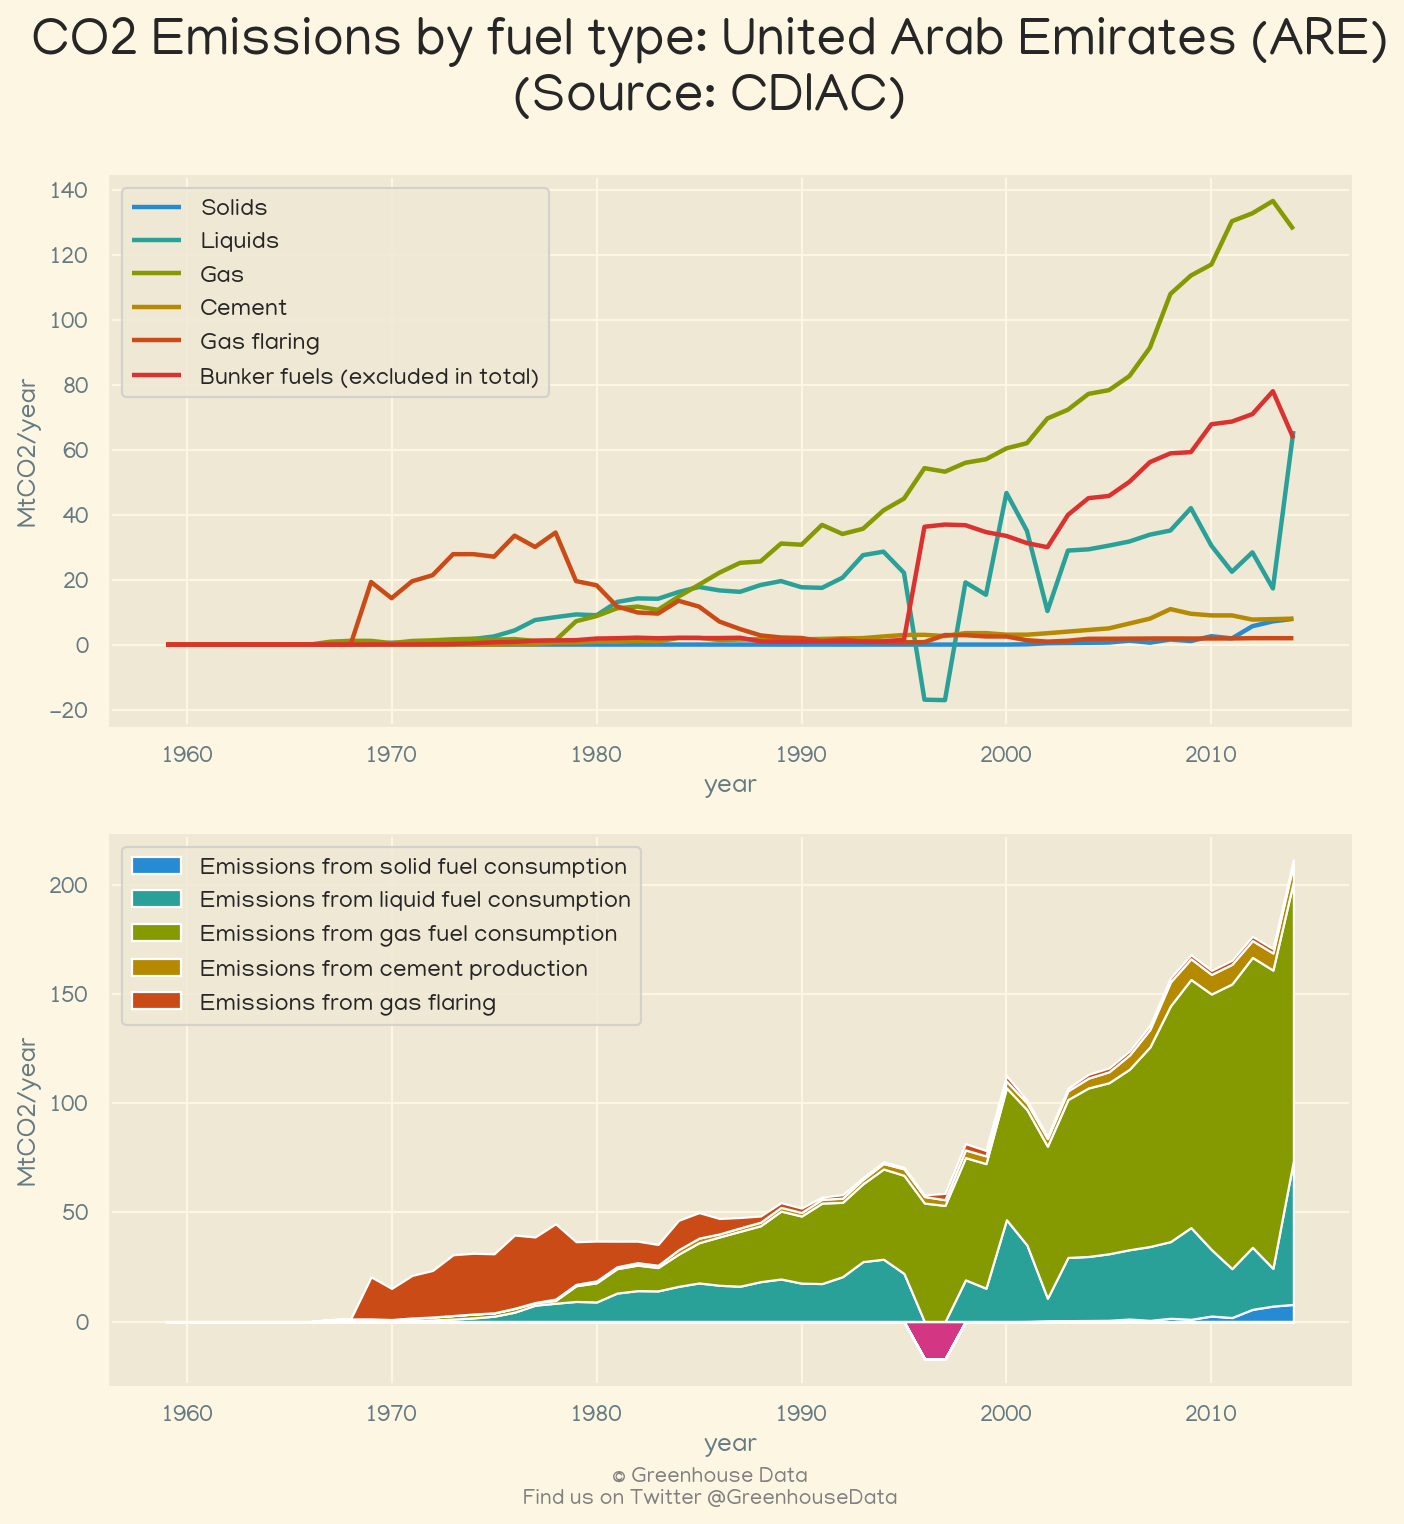 CO2 Emissions by fuel type: United Arab Emirates (ARE)
(Source: CDIAC)
MtCO2/year
140
120
100
80
60
40
20
0
−20
Solids
Liquids
Gas
Cement
Gas flaring
Bunker fuels (excluded in total)
1960 1970 1980 1990 2000 2010
year
MtCO2/year
200
150
100
50
0
Emissions from solid fuel consumption
Emissions from liquid fuel consumption
Emissions from gas fuel consumption
Emissions from cement production
Emissions from gas flaring
1960 1970 1980 1990 2000 2010
year
© Greenhouse Data
Find us on Twitter @GreenhouseData